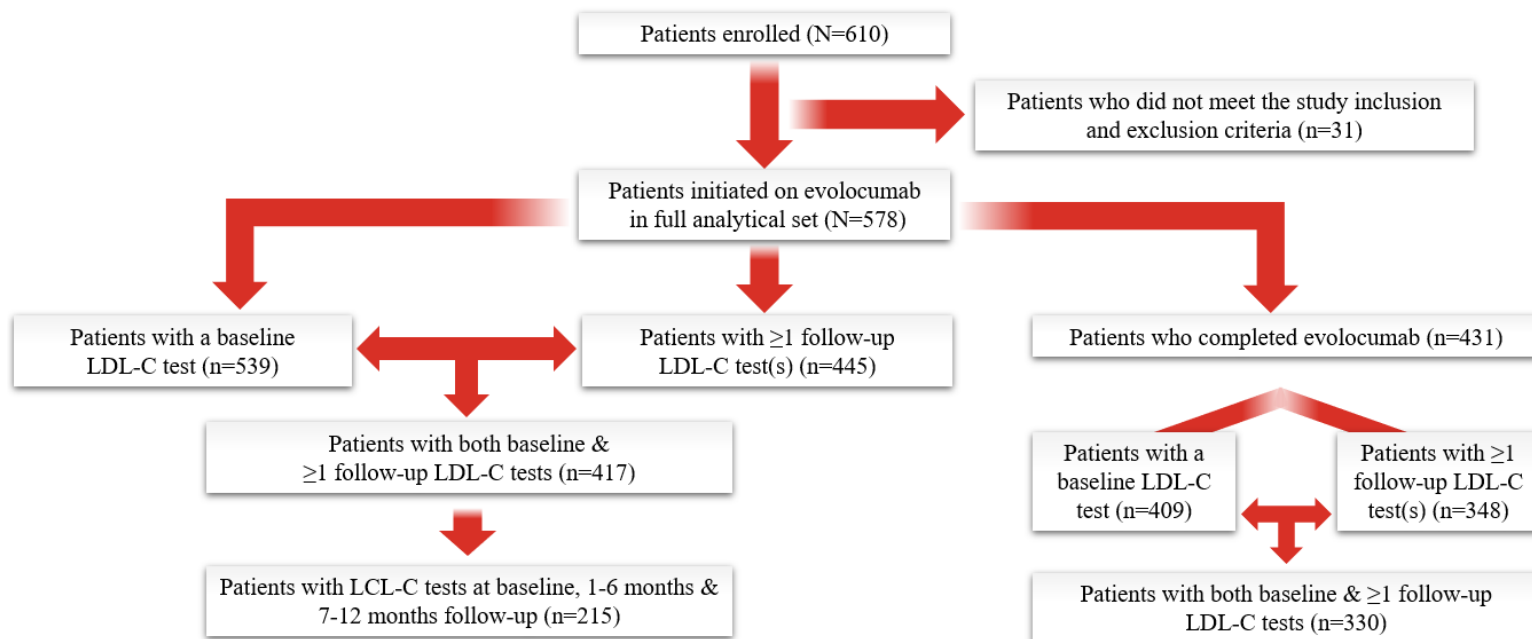 Patients enrolled (N=610)
Patients who did not meet the study inclusion
and exclusion criteria (n=31)
Patients initiated on evolocumab
in full analytical set (N=578)
Patients with a baseline
LDL-C test (n=539)
Patients with ≥1 follow-up
LDL-C test(s) (n=445)
Patients who completed evolocumab (n=431)
Patients with both baseline &
≥1 follow-up LDL-C tests (n=417)
Patients with a
baseline LDL-C
test (n=409)
Patients with ≥1
follow-up LDL-C
test(s) (n=348)
Patients with LCL-C tests at baseline, 1-6 months &
7-12 months follow-up (n=215)
Patients with both baseline & ≥1 follow-up
LDL-C tests (n=330)